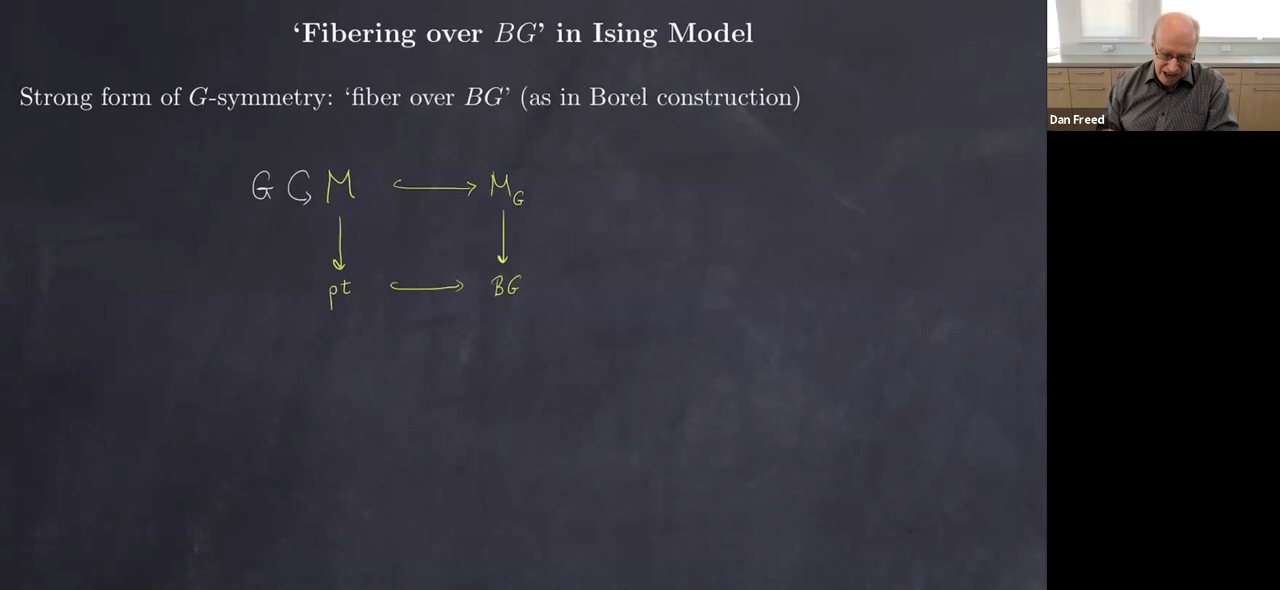 ‘Fibering over BG’ in Ising Model
Strong form of G-symmetry: ‘fiber over BG’ (as in Borel construction)
G M M_G
pt BG
Dan Freed